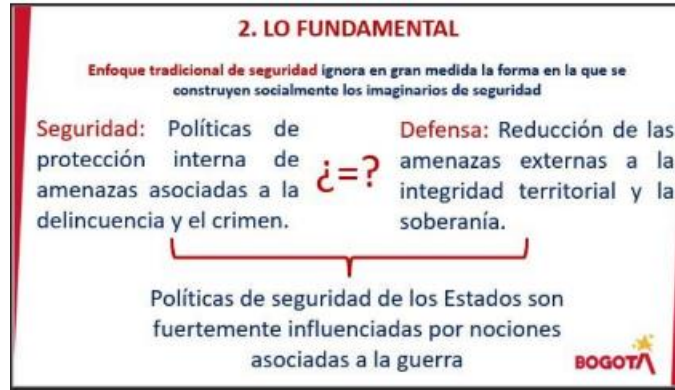 2. LO FUNDAMENTAL
Enfoque tradicional de seguridad ignora en gran medida la forma en la que se
construyen socialmente los imaginarios de seguridad
Seguridad: Políticas de
protección interna de
amenazas asociadas a la
delincuencia y el crimen.
¿=?
Defensa: Reducción de las
amenazas externas a la
integridad territorial y la
soberanía.
Políticas de seguridad de los Estados son
fuertemente influenciadas por nociones
asociadas a la guerra
BOGOTA